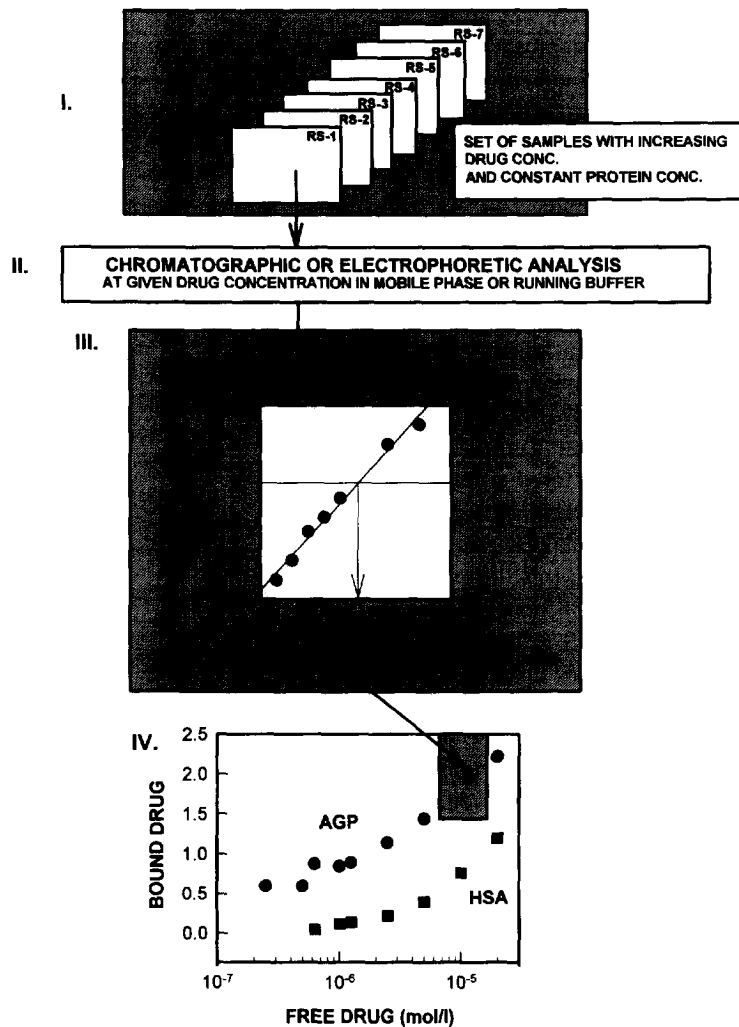 I.
RS-7
RS-6
RS-5
RS-4
RS-3
RS-2
RS-1
SET OF SAMPLES WITH INCREASING
DRUG CONC.
AND CONSTANT PROTEIN CONC.
II.
CHROMATOGRAPHIC OR ELECTROPHORETIC ANALYSIS
AT GIVEN DRUG CONCENTRATION IN MOBILE PHASE OR RUNNING BUFFER
III.
IV.
BOUND DRUG
2.5
2.0
1.5
1.0
0.5
0.0
AGP
HSA
10⁻⁷
10⁻⁶
10⁻⁵
FREE DRUG (mol/l)